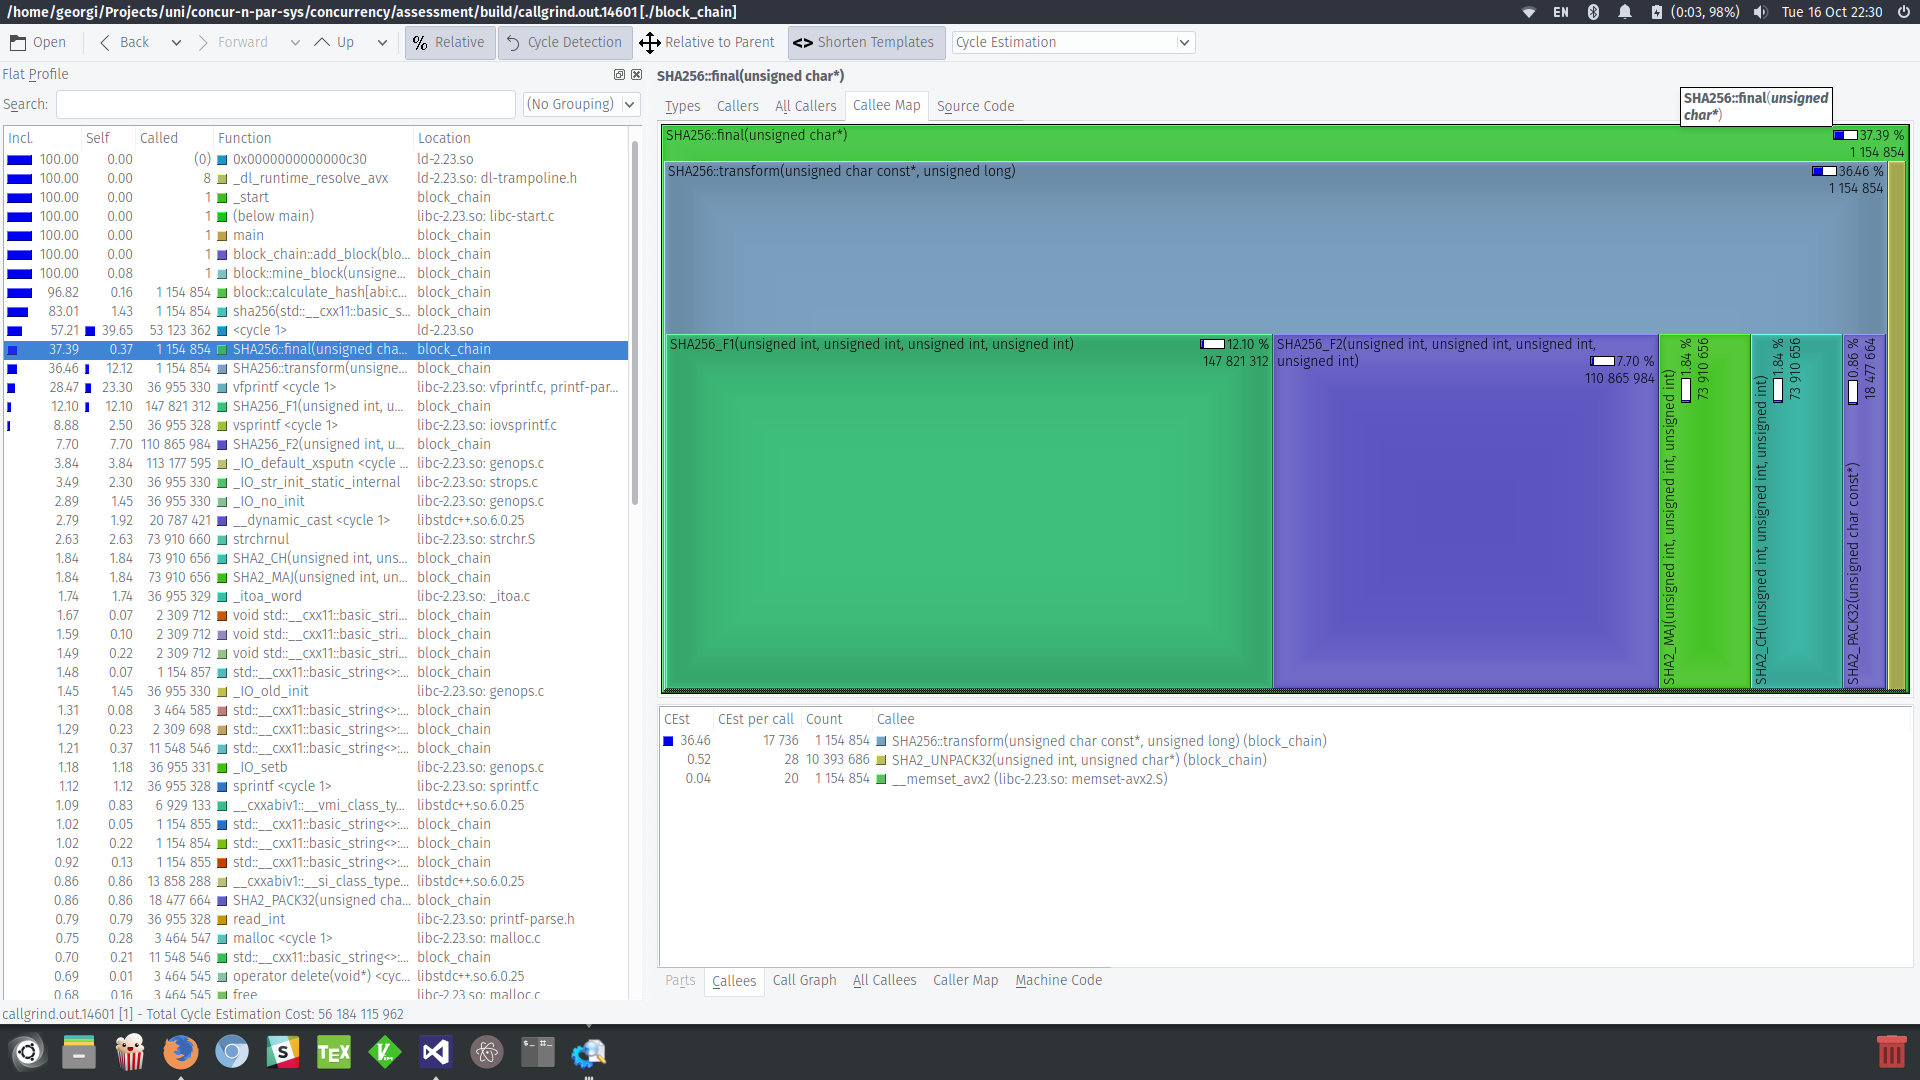 /home/georgi/Projects/uni/concur-n-par-sys/concurrency/assessment/build/callgrind.out.14601 [./block_chain]
EN (0:03, 98%) Tue 16 Oct 22:30
Open Back Forward Up % Relative Cycle Detection Relative to Parent <> Shorten Templates Cycle Estimation
Flat Profile
Search: (No Grouping)
Incl. Self Called Function Location
100.00 0.00 (0) 0x0000000000000c30 ld-2.23.so
100.00 0.00 8 _dl_runtime_resolve_avx ld-2.23.so: dl-trampoline.h
100.00 0.00 1 _start block_chain
100.00 0.00 1 (below main) libc-2.23.so: libc-start.c
100.00 0.00 1 main block_chain
100.00 0.00 1 block_chain::add_block(blo... block_chain
100.00 0.08 1 block::mine_block(unsigne... block_chain
96.82 0.16 1 154 854 block::calculate_hash[abi:c... block_chain
83.01 1.43 1 154 854 sha256(std::__cxx11::basic_s... block_chain
57.21 39.65 53 123 362 <cycle 1> ld-2.23.so
37.39 0.37 1 154 854 SHA256::final(unsigned cha... block_chain
36.46 12.12 1 154 854 SHA256::transform(unsigne... block_chain
28.47 23.30 36 955 330 vfprintf <cycle 1> libc-2.23.so: vfprintf.c, printf-par...
12.10 12.10 147 821 312 SHA256_F1(unsigned int, u... block_chain
8.88 2.50 36 955 328 vsprintf <cycle 1> libc-2.23.so: iovsprintf.c
7.70 7.70 110 865 984 SHA256_F2(unsigned int, u... block_chain
3.84 3.84 113 177 595 _IO_default_xsputn <cycle ... libc-2.23.so: genops.c
3.49 2.30 36 955 330 _IO_str_init_static_internal libc-2.23.so: strops.c
2.89 1.45 36 955 330 _IO_no_init libc-2.23.so: genops.c
2.79 1.92 20 787 421 __dynamic_cast <cycle 1> libstdc++.so.6.0.25
2.63 2.63 73 910 660 strchrnul libc-2.23.so: strchr.S
1.84 1.84 73 910 656 SHA2_CH(unsigned int, uns... block_chain
1.84 1.84 73 910 656 SHA2_MAJ(unsigned int, un... block_chain
1.74 1.74 36 955 329 _itoa_word libc-2.23.so: _itoa.c
1.67 0.07 2 309 712 void std::__cxx11::basic_stri... block_chain
1.59 0.10 2 309 712 void std::__cxx11::basic_stri... block_chain
1.49 0.22 2 309 712 void std::__cxx11::basic_stri... block_chain
1.48 0.07 1 154 857 std::__cxx11::basic_string<>:... block_chain
1.45 1.45 36 955 330 _IO_old_init libc-2.23.so: genops.c
1.31 0.08 3 464 585 std::__cxx11::basic_string<>:... block_chain
1.29 0.23 2 309 698 std::__cxx11::basic_string<>:... block_chain
1.21 0.37 11 548 546 std::__cxx11::basic_string<>:... block_chain
1.18 1.18 36 955 331 _IO_setb libc-2.23.so: genops.c
1.12 1.12 36 955 328 sprintf <cycle 1> libc-2.23.so: sprintf.c
1.09 0.83 6 929 133 __cxxabiv1::__vmi_class_ty... libstdc++.so.6.0.25
1.02 0.05 1 154 855 std::__cxx11::basic_string<>:... block_chain
1.02 0.22 1 154 854 std::__cxx11::basic_string<>:... block_chain
0.92 0.13 1 154 855 std::__cxx11::basic_string<>:... block_chain
0.86 0.86 13 858 288 __cxxabiv1::__si_class_type... libstdc++.so.6.0.25
0.86 0.86 18 477 664 SHA2_PACK32(unsigned cha... block_chain
0.79 0.79 36 955 328 read_int libc-2.23.so: printf-parse.h
0.75 0.28 3 464 547 malloc <cycle 1> libc-2.23.so: malloc.c
0.70 0.21 11 548 546 std::__cxx11::basic_string<>:... block_chain
0.69 0.01 3 464 545 operator delete(void*) <cyc... libstdc++.so.6.0.25
0.68 0.16 3 464 545 free libc-2.23.so: malloc.c
callgrind.out.14601 [1] - Total Cycle Estimation Cost: 56 184 115 962
SHA256::final(unsigned char*)
Types Callers All Callers Callee Map Source Code
SHA256::final(unsigned
char*)
SHA256::final(unsigned char*) 37.39 %
1 154 854
SHA256::transform(unsigned char const*, unsigned long) 36.46 %
1 154 854
SHA256_F1(unsigned int, unsigned int, unsigned int, unsigned int) 12.10 %
147 821 312
SHA256_F2(unsigned int, unsigned int, unsigned int,
unsigned int) 7.70 %
110 865 984
SHA2_MAJ(unsigned int, unsigned int, unsigned int) 1.84 %
73 910 656
SHA2_CH(unsigned int, unsigned int, unsigned int) 1.84 %
73 910 656
SHA2_PACK32(unsigned char const*) 0.86 %
18 477 664
CEst CEst per call Count Callee
36.46 17 736 1 154 854 SHA256::transform(unsigned char const*, unsigned long) (block_chain)
0.52 28 10 393 686 SHA2_UNPACK32(unsigned int, unsigned char*) (block_chain)
0.04 20 1 154 854 __memset_avx2 (libc-2.23.so: memset-avx2.S)
Parts Callees Call Graph All Callees Caller Map Machine Code
TEX